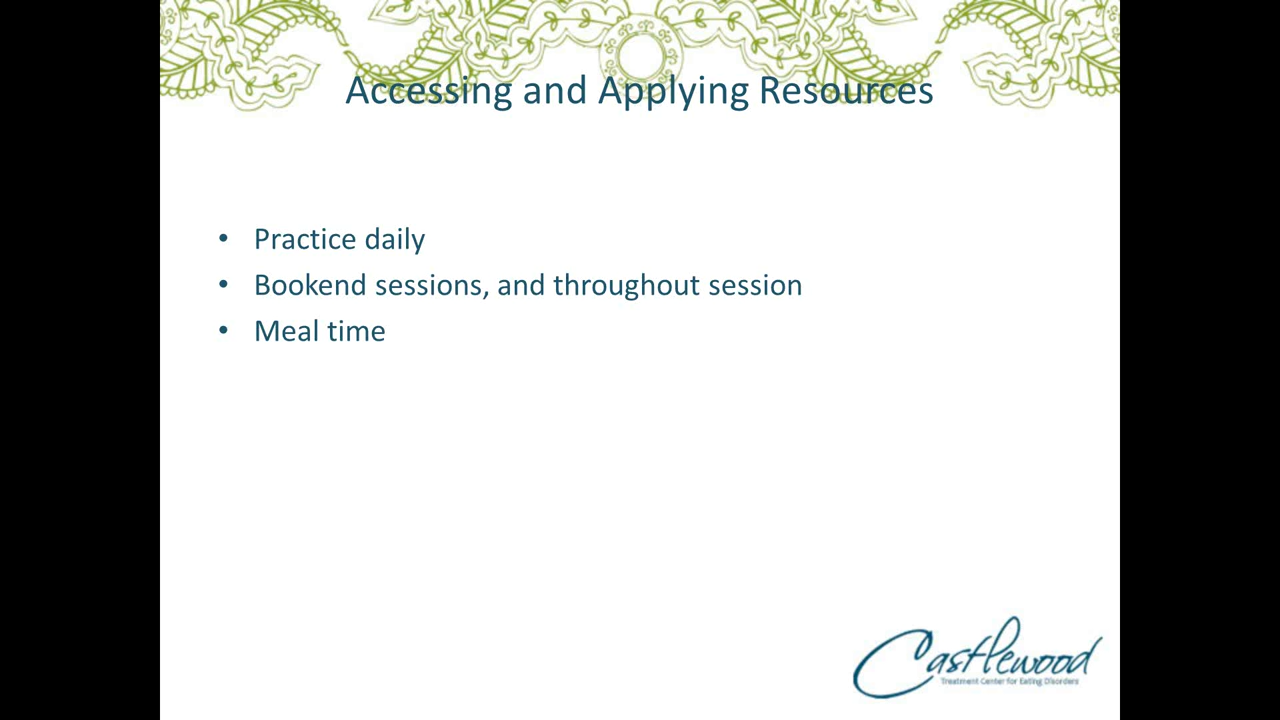 Accessing and Applying Resources
• Practice daily
• Bookend sessions, and throughout session
• Meal time
Castlewood
Treatment Center for Eating Disorders